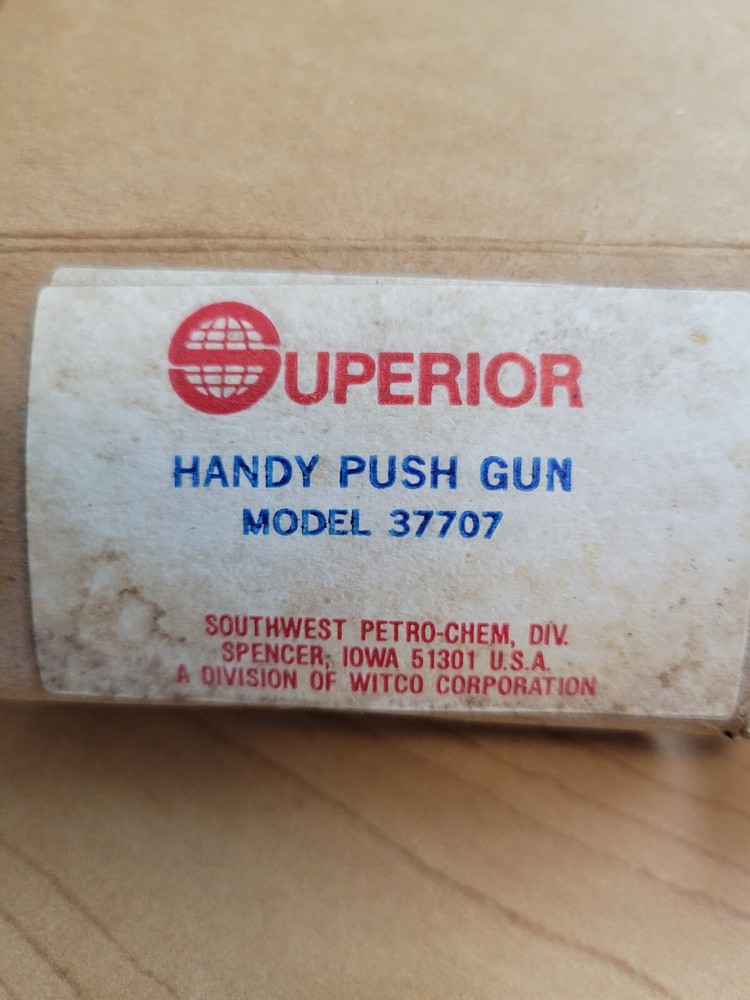 SUPERIOR
HANDY PUSH GUN
MODEL 37707
SOUTHWEST PETRO-CHEM, DIV.
SPENCER, IOWA 51301 U.S.A.
A DIVISION OF WITCO CORPORATION